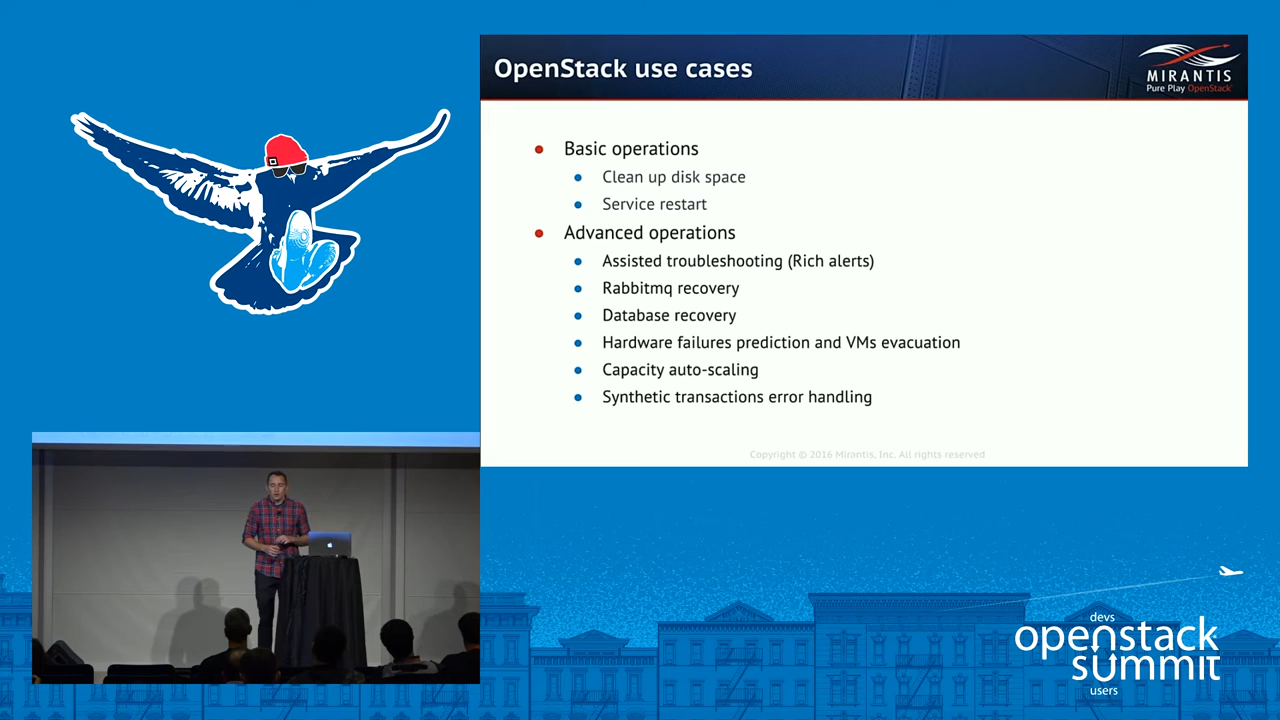 OpenStack use cases
MIRANTIS
Pure Play OpenStack
Basic operations
Clean up disk space
Service restart
Advanced operations
Assisted troubleshooting (Rich alerts)
Rabbitmq recovery
Database recovery
Hardware failures prediction and VMs evacuation
Capacity auto-scaling
Synthetic transactions error handling
Copyright © 2016 Mirantis, Inc. All rights reserved
devs
openstack
summit
users